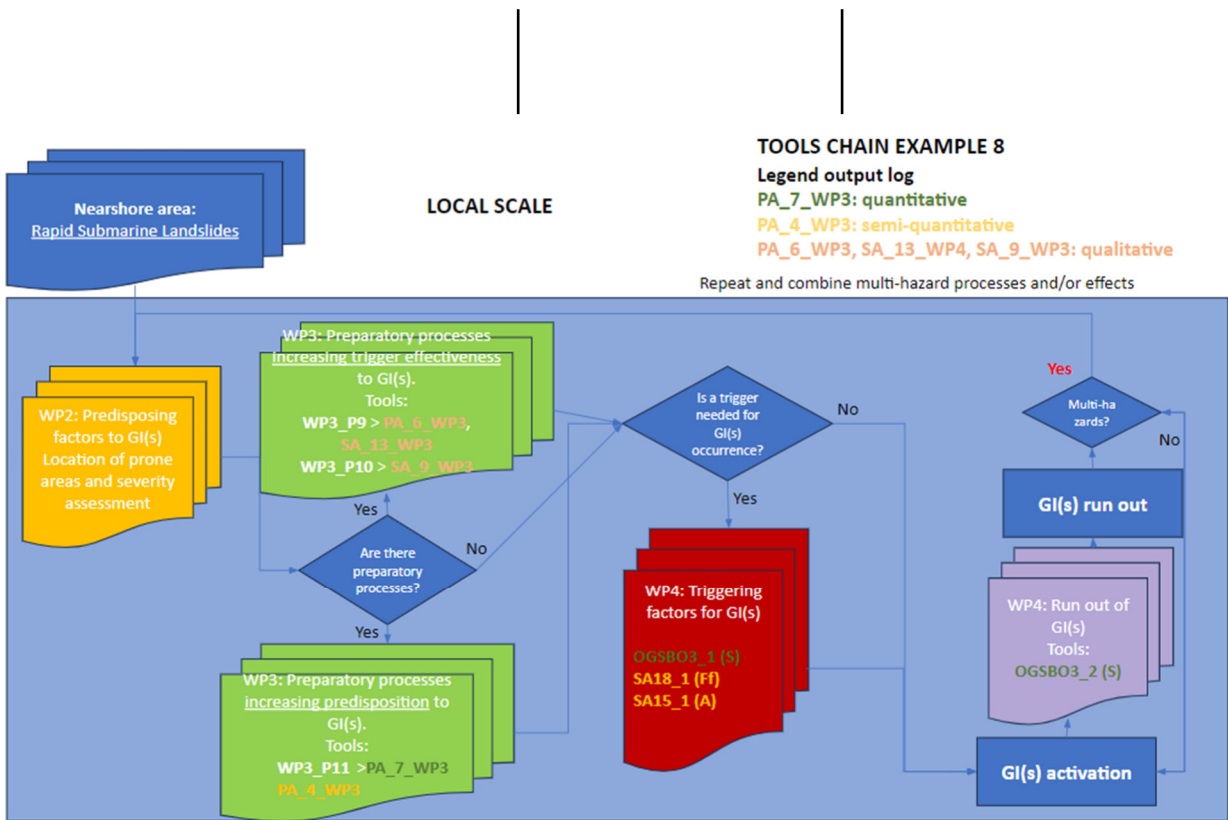 TOOLS CHAIN EXAMPLE 8
Legend output log
PA_7_WP3: quantitative
PA_4_WP3: semi-quantitative
PA_6_WP3, SA_13_WP4, SA_9_WP3: qualitative
LOCAL SCALE
Nearshore area:
Rapid Submarine Landslides
Repeat and combine multi-hazard processes and/or effects
WP2: Predisposing
factors to GI(s)
Location of prone
areas and severity
assessment
WP3: Preparatory processes
increasing trigger effectiveness
to GI(s).
Tools:
WP3_P9 > PA_6_WP3,
SA_13_WP3
WP3_P10 > SA_9_WP3
Yes
Are there
preparatory
processes?
No
Yes
WP3: Preparatory processes
increasing predisposition to
GI(s).
Tools:
WP3_P11 >PA_7_WP3
PA_4_WP3
Is a trigger
needed for
GI(s)
occurrence?
No
Yes
WP4: Triggering
factors for GI(s)
OGSBO3_1 (S)
SA18_1 (Ff)
SA15_1 (A)
Yes
Multi-ha
zards?
No
GI(s) run out
WP4: Run out of
GI(s)
Tools:
OGSBO3_2 (S)
GI(s) activation